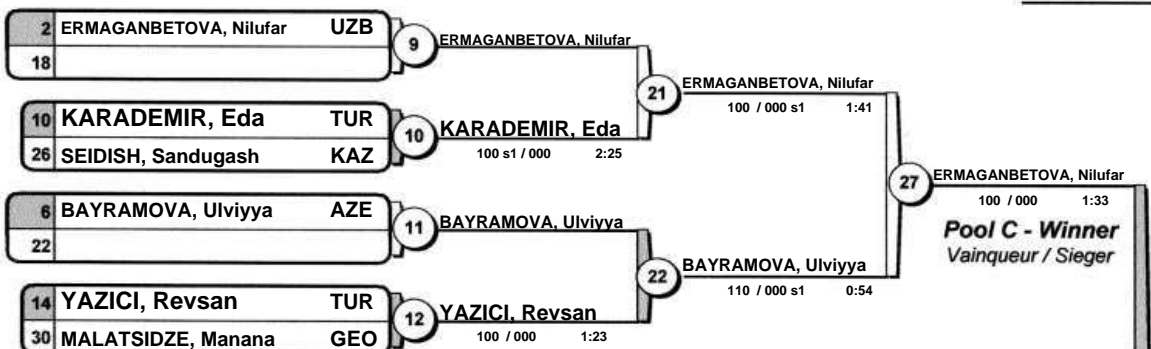 2 ERMAGANBETOVA, Nilufar UZB
18
9
ERMAGANBETOVA, Nilufar
10 KARADEMIR, Eda TUR
26 SEIDISH, Sandugash KAZ
10
KARADEMIR, Eda
100 s1 / 000 2:25
21
ERMAGANBETOVA, Nilufar
100 / 000 s1 1:41
6 BAYRAMOVA, Ulviyya AZE
22
11
BAYRAMOVA, Ulviyya
14 YAZICI, Revsan TUR
30 MALATSIDZE, Manana GEO
12
YAZICI, Revsan
100 / 000 1:23
22
BAYRAMOVA, Ulviyya
110 / 000 s1 0:54
27
ERMAGANBETOVA, Nilufar
100 / 000 1:33
Pool C - Winner
Vainqueur / Sieger